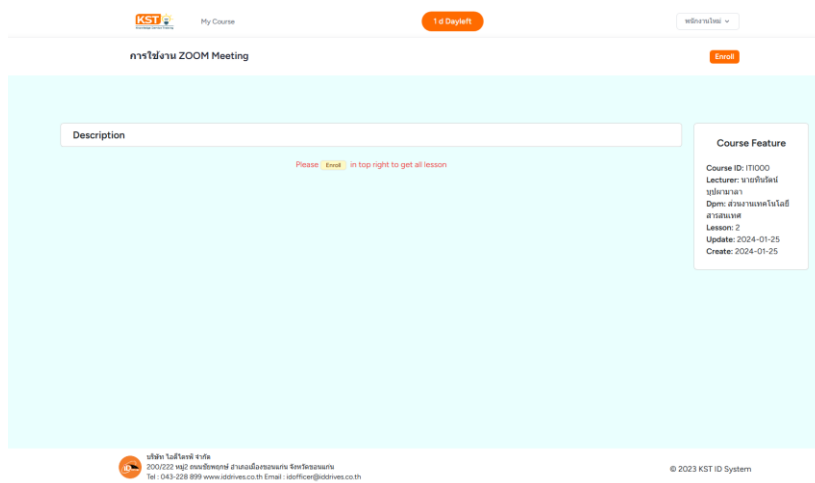 KST
My Course
1 d Dayleft
พนักงานใหม่
การใช้งาน ZOOM Meeting
Enroll
Description
Please Enroll in top right to get all lesson
Course Feature
Course ID: ITI000
Lecturer: นายทินรัตน์
บุปผามาลา
Dpm: ส่วนงานเทคโนโลยี
สารสนเทศ
Lesson: 2
Update: 2024-01-25
Create: 2024-01-25
บริษัท ไอดีไดรฟ์ จำกัด
200/222 หมู่2 ถนนชัยพฤกษ์ อำเภอเมืองขอนแก่น จังหวัดขอนแก่น
Tel : 043-228 899 www.iddrives.co.th Email : idofficer@iddrives.co.th
© 2023 KST ID System